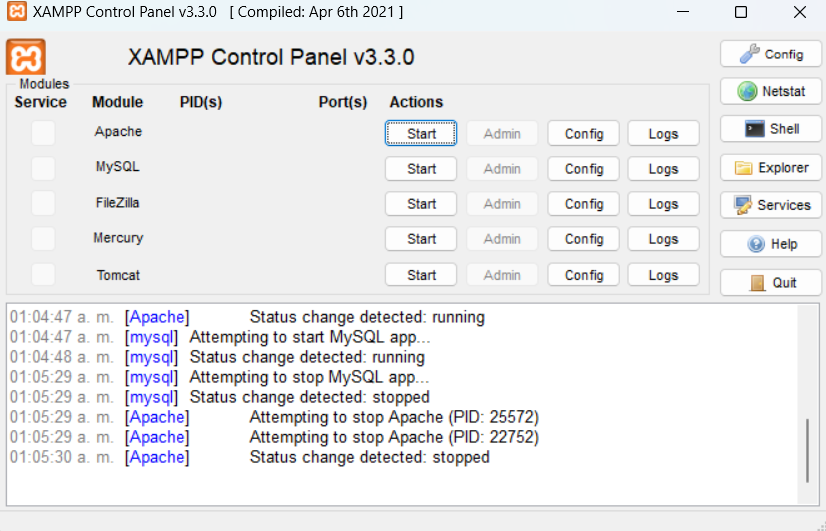 XAMPP Control Panel v3.3.0 [ Compiled: Apr 6th 2021 ]
XAMPP Control Panel v3.3.0
Config
Modules
Service Module PID(s) Port(s) Actions
Netstat
Apache Start Admin Config Logs
Shell
MySQL Start Admin Config Logs
Explorer
FileZilla Start Admin Config Logs
Services
Mercury Start Admin Config Logs
Help
Tomcat Start Admin Config Logs
Quit
01:04:47 a. m. [Apache] Status change detected: running
01:04:47 a. m. [mysql] Attempting to start MySQL app...
01:04:48 a. m. [mysql] Status change detected: running
01:05:29 a. m. [mysql] Attempting to stop MySQL app...
01:05:29 a. m. [mysql] Status change detected: stopped
01:05:29 a. m. [Apache] Attempting to stop Apache (PID: 25572)
01:05:29 a. m. [Apache] Attempting to stop Apache (PID: 22752)
01:05:30 a. m. [Apache] Status change detected: stopped